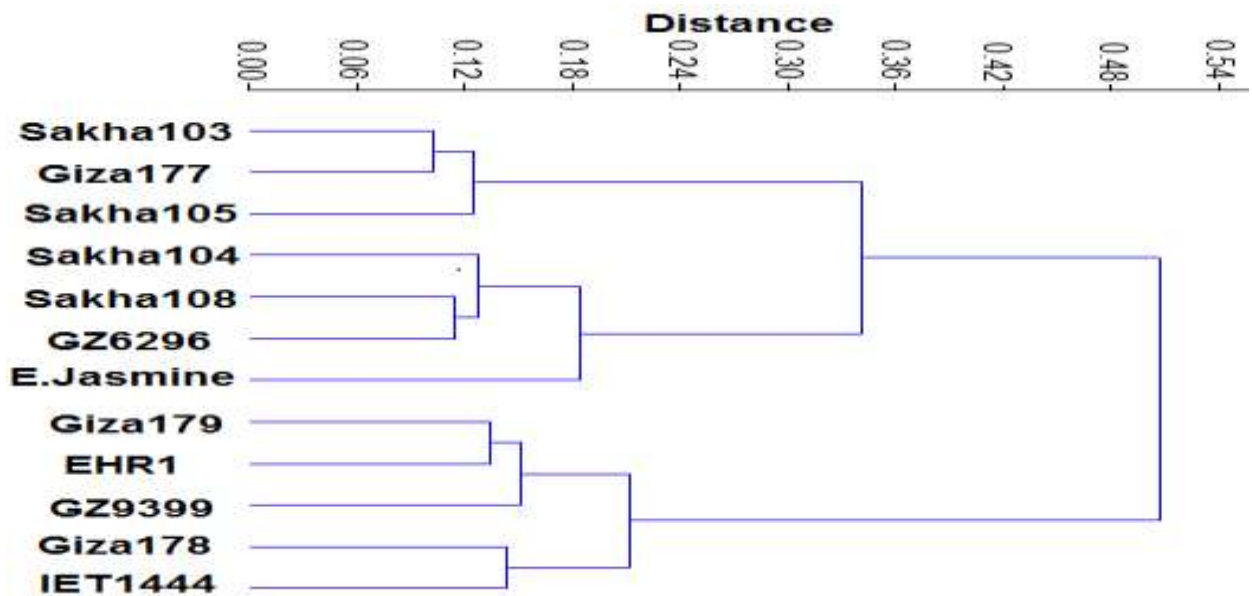 Distance
0.00 0.06 0.12 0.18 0.24 0.30 0.36 0.42 0.48 0.54
Sakha103
Giza177
Sakha105
Sakha104
Sakha108
GZ6296
E.Jasmine
Giza179
EHR1
GZ9399
Giza178
IET1444